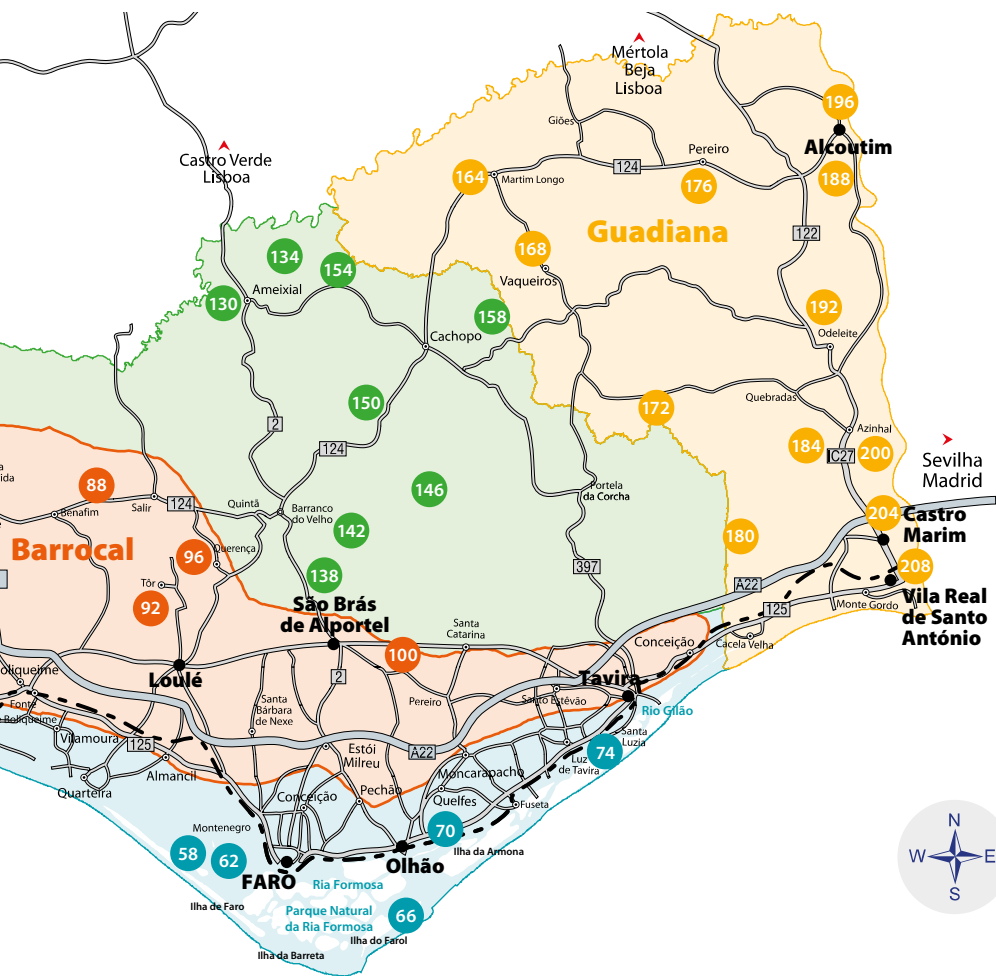 Mértola
Beja
Lisboa
196
Giões
Alcoutim
Castro Verde
Lisboa
Pereiro
124
164
Martim Longo
176
188
Guadiana
122
134
168
154
Vaqueiros
Ameixial
130
192
158
Odeleite
Cachopo
150
172
Quebradas
2
Azinhal
184
C27
200
124
Sevilha
Madrid
88
146
Portela
da Corcha
Salir
124
Quintã
Benafim
Barranco
do Velho
204
Castro
Marim
142
180
Barrocal
Querença
96
208
397
138
Tôr
A22
92
São Brás
de Alportel
125
Monte Gordo
Vila Real
de Santo
António
Santa
Catarina
Conceição
Cacela Velha
100
Loulé
2
Tavira
Santa
Bárbara
de Nexe
Pereiro
Santo Estêvão
Rio Gilão
Fonte
Boliqueime
Vilamoura
125
Estói
Milreu
A22
Santa
Luzia
74
Luz
de Tavira
Almancil
Moncarapacho
Quarteira
Conceição
Pechão
Quelfes
Fuseta
Montenegro
70
58
62
Ilha da Armona
Olhão
FARO
Ria Formosa
Ilha de Faro
Parque Natural
da Ria Formosa
66
Ilha do Farol
Ilha da Barreta
N
W
E
S